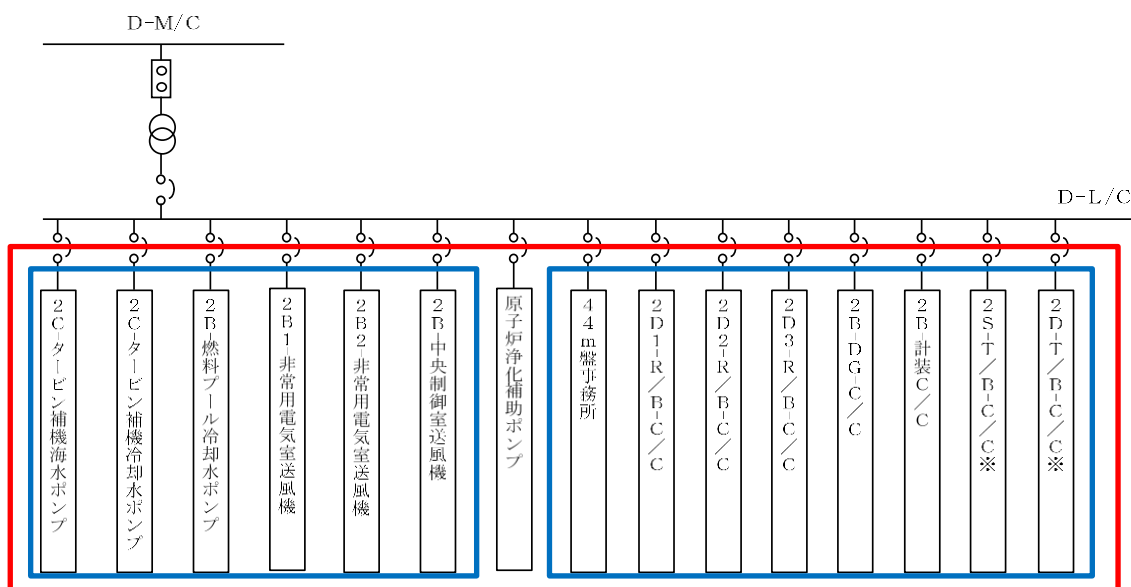 D-M/C
D-L/C
2C-タービン補機海水ポンプ
2C-タービン補機冷却水ポンプ
2B-燃料プール冷却水ポンプ
2B1-非常用電気室送風機
2B2-非常用電気室送風機
2B-中央制御室送風機
原子炉浄化補助ポンプ
44m盤事務所
2D1-R/B-C/C
2D2-R/B-C/C
2D3-R/B-C/C
2B-DG-C/C
2B-計装C/C
2S-T/B-C/C※
2D-T/B-C/C※